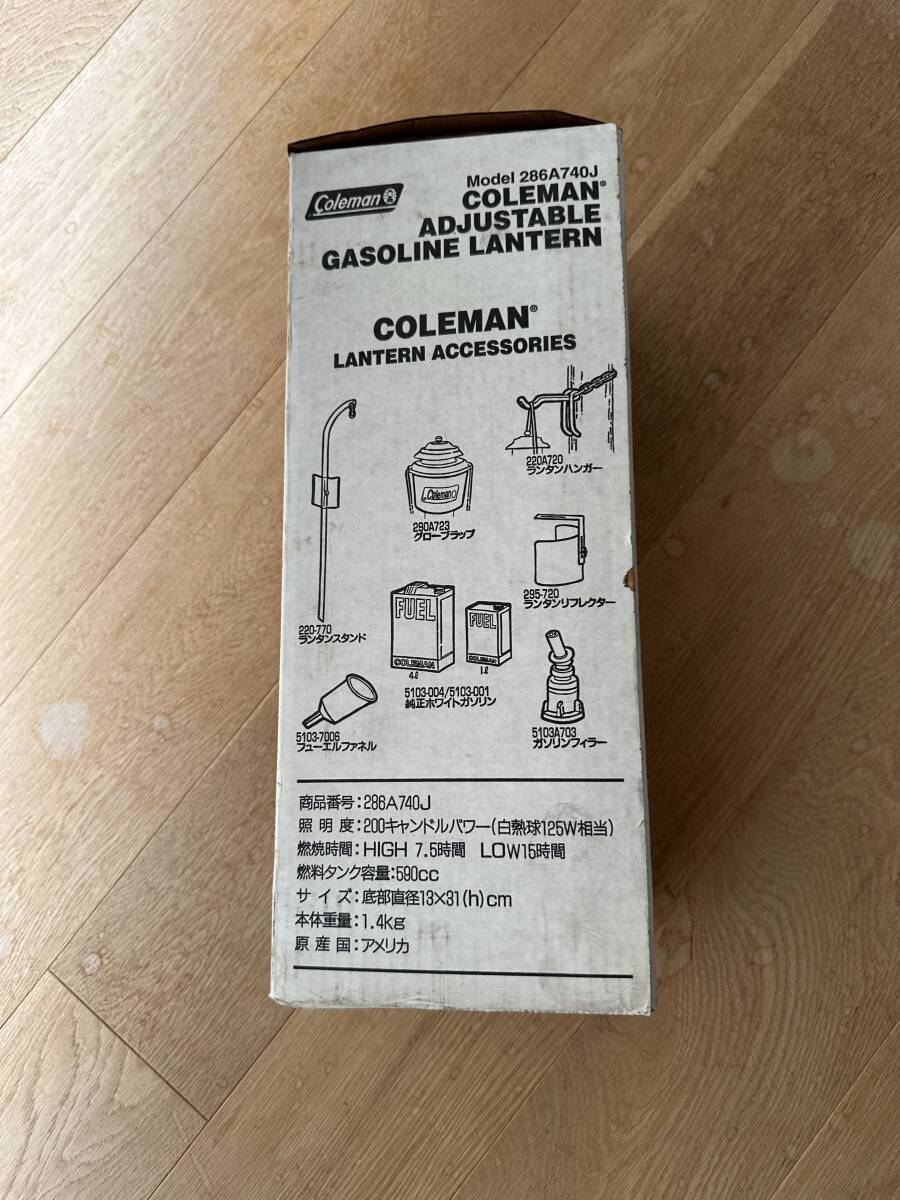 Coleman
Model 286A740J
COLEMAN®
ADJUSTABLE
GASOLINE LANTERN
COLEMAN®
LANTERN ACCESSORIES
220A720
ランタンハンガー
Coleman
290A723
グローブラップ
295-720
ランタンリフレクター
220-770
ランタンスタンド
FUEL
COLEMAN
4ℓ
FUEL
COLEMAN
1ℓ
5103-004/5103-001
純正ホワイトガソリン
5103-7006
フューエルファネル
5103A703
ガソリンフィラー
商品番号:286A740J
照明度:200キャンドルパワー(白熱球125W相当)
燃焼時間:HIGH 7.5時間 LOW15時間
燃料タンク容量:590cc
サイズ:底部直径13×31(h)cm
本体重量:1.4kg
原産国:アメリカ